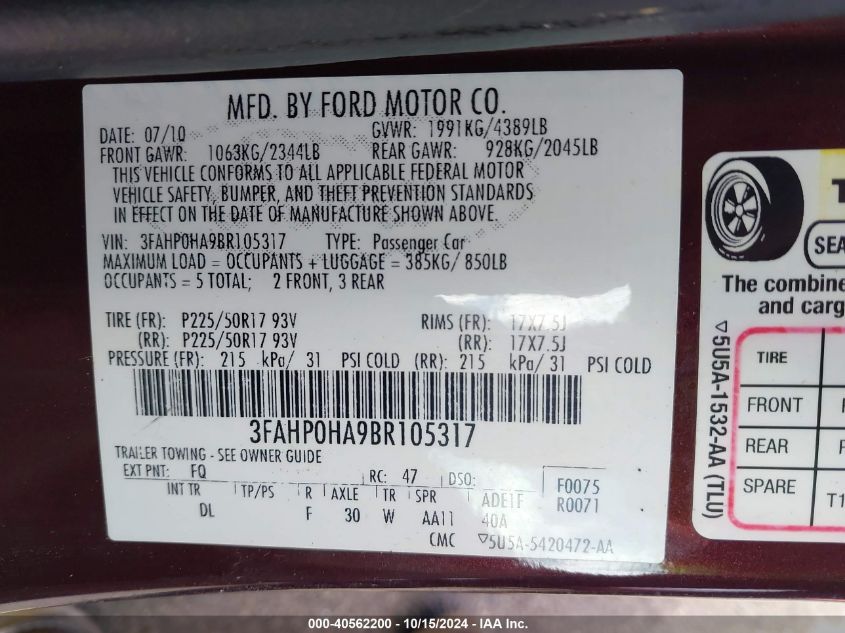 MFD. BY FORD MOTOR CO.
DATE: 07/10 GVWR: 1991KG/4389LB
FRONT GAWR: 1063KG/2344LB REAR GAWR: 928KG/2045LB
THIS VEHICLE CONFORMS TO ALL APPLICABLE FEDERAL MOTOR
VEHICLE SAFETY, BUMPER, AND THEFT PREVENTION STANDARDS
IN EFFECT ON THE DATE OF MANUFACTURE SHOWN ABOVE.
VIN: 3FAHP0HA9BR105317 TYPE: Passenger Car
MAXIMUM LOAD = OCCUPANTS + LUGGAGE = 385KG/ 850LB
OCCUPANTS = 5 TOTAL; 2 FRONT, 3 REAR
TIRE (FR): P225/50R17 93V RIMS (FR): 17X7.5J
(RR): P225/50R17 93V (RR): 17X7.5J
PRESSURE (FR): 215 kPa/ 31 PSI COLD (RR): 215 kPa/ 31 PSI COLD
3FAHP0HA9BR105317
TRAILER TOWING - SEE OWNER GUIDE
EXT PNT: FQ RC: 47 DSO: F0075
INT TR TP/PS R AXLE TR SPR ADE1F R0071
DL F 30 W AA11 40A
CMC ▽5U5A-5420472-AA
T
SEA
The combine
and carg
TIRE
FRONT
REAR
SPARE T1
▽5U5A-1532-AA (TLU)
000-40562200 - 10/15/2024 - IAA Inc.